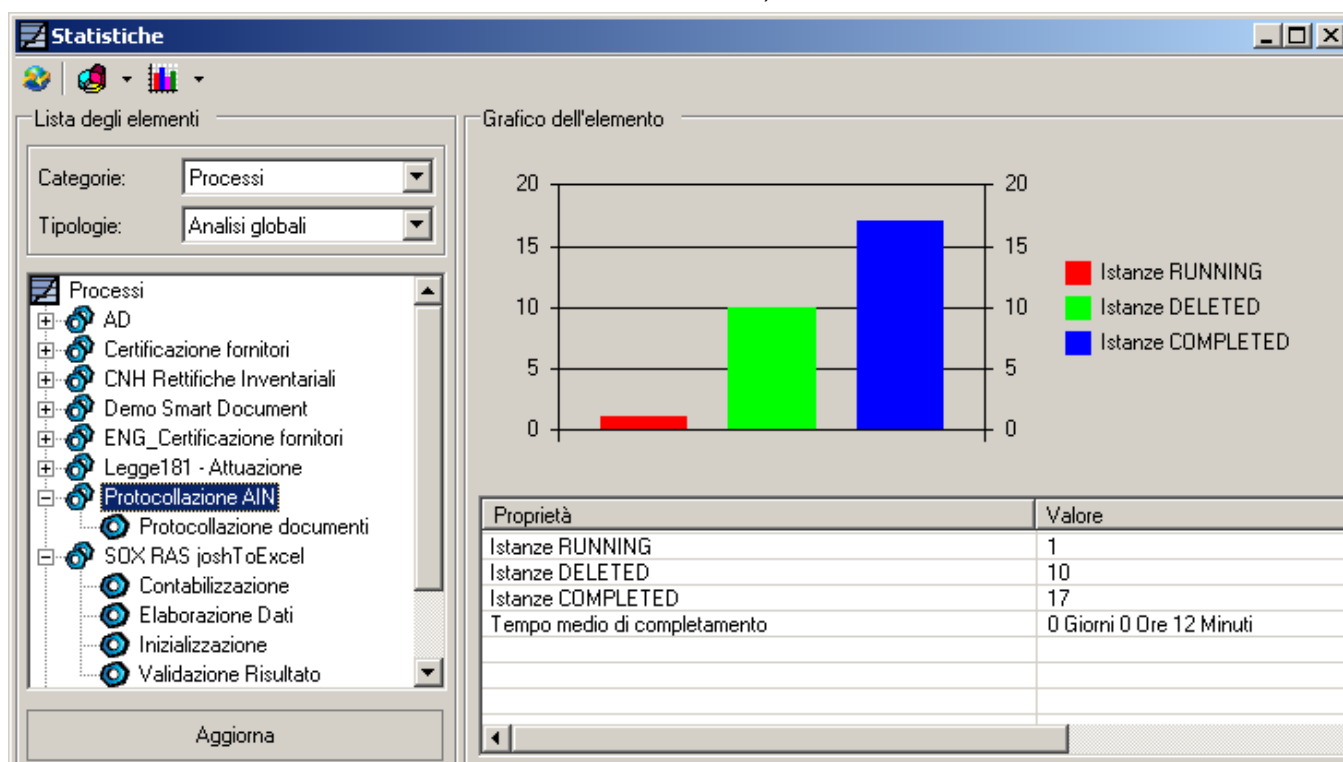 Statistiche
Lista degli elementi
Categorie: Processi
Tipologie: Analisi globali
Processi
AD
Certificazione fornitori
CNH Rettifiche Inventariali
Demo Smart Document
ENG_Certificazione fornitori
Legge181 - Attuazione
Protocollazione AIN
Protocollazione documenti
SOX RAS joshToExcel
Contabilizzazione
Elaborazione Dati
Inizializzazione
Validazione Risultato
Aggiorna
Grafico dell'elemento
20 20
15 15
10 10
5 5
0 0
Istanze RUNNING
Istanze DELETED
Istanze COMPLETED
Proprietà Valore
Istanze RUNNING 1
Istanze DELETED 10
Istanze COMPLETED 17
Tempo medio di completamento 0 Giorni 0 Ore 12 Minuti